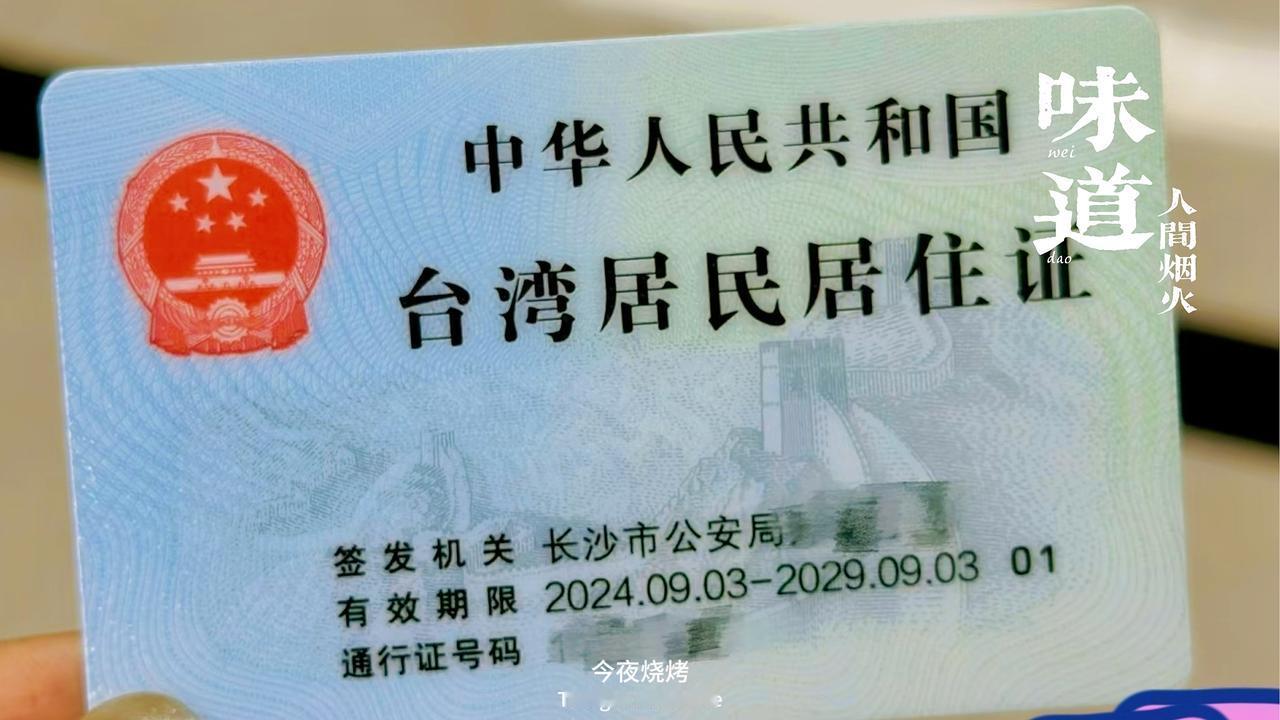 中华人民共和国
台湾居民居住证
签发机关 长沙市公安局
有效期限 2024.09.03-2029.09.03 01
通行证号码
味道
wei
dao
人間烟火
今夜烧烤